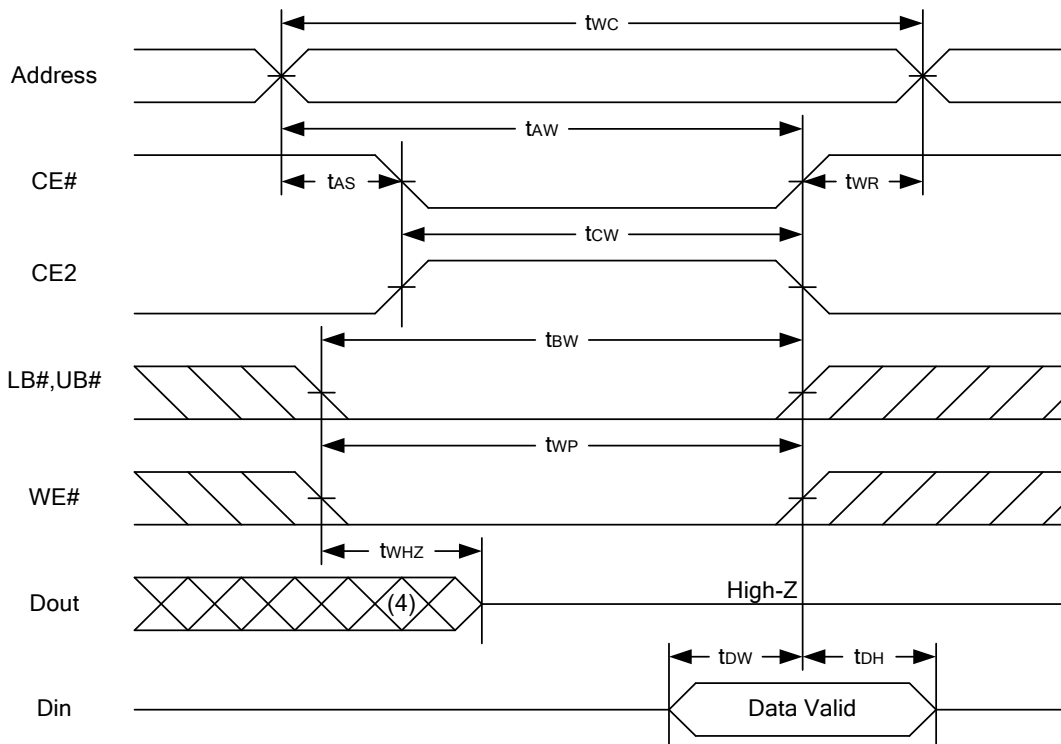 tWC
Address
tAW
CE#
tAS
tWR
tCW
CE2
tBW
LB#,UB#
tWP
WE#
tWHZ
Dout
(4)
High-Z
tDW
tDH
Din
Data Valid